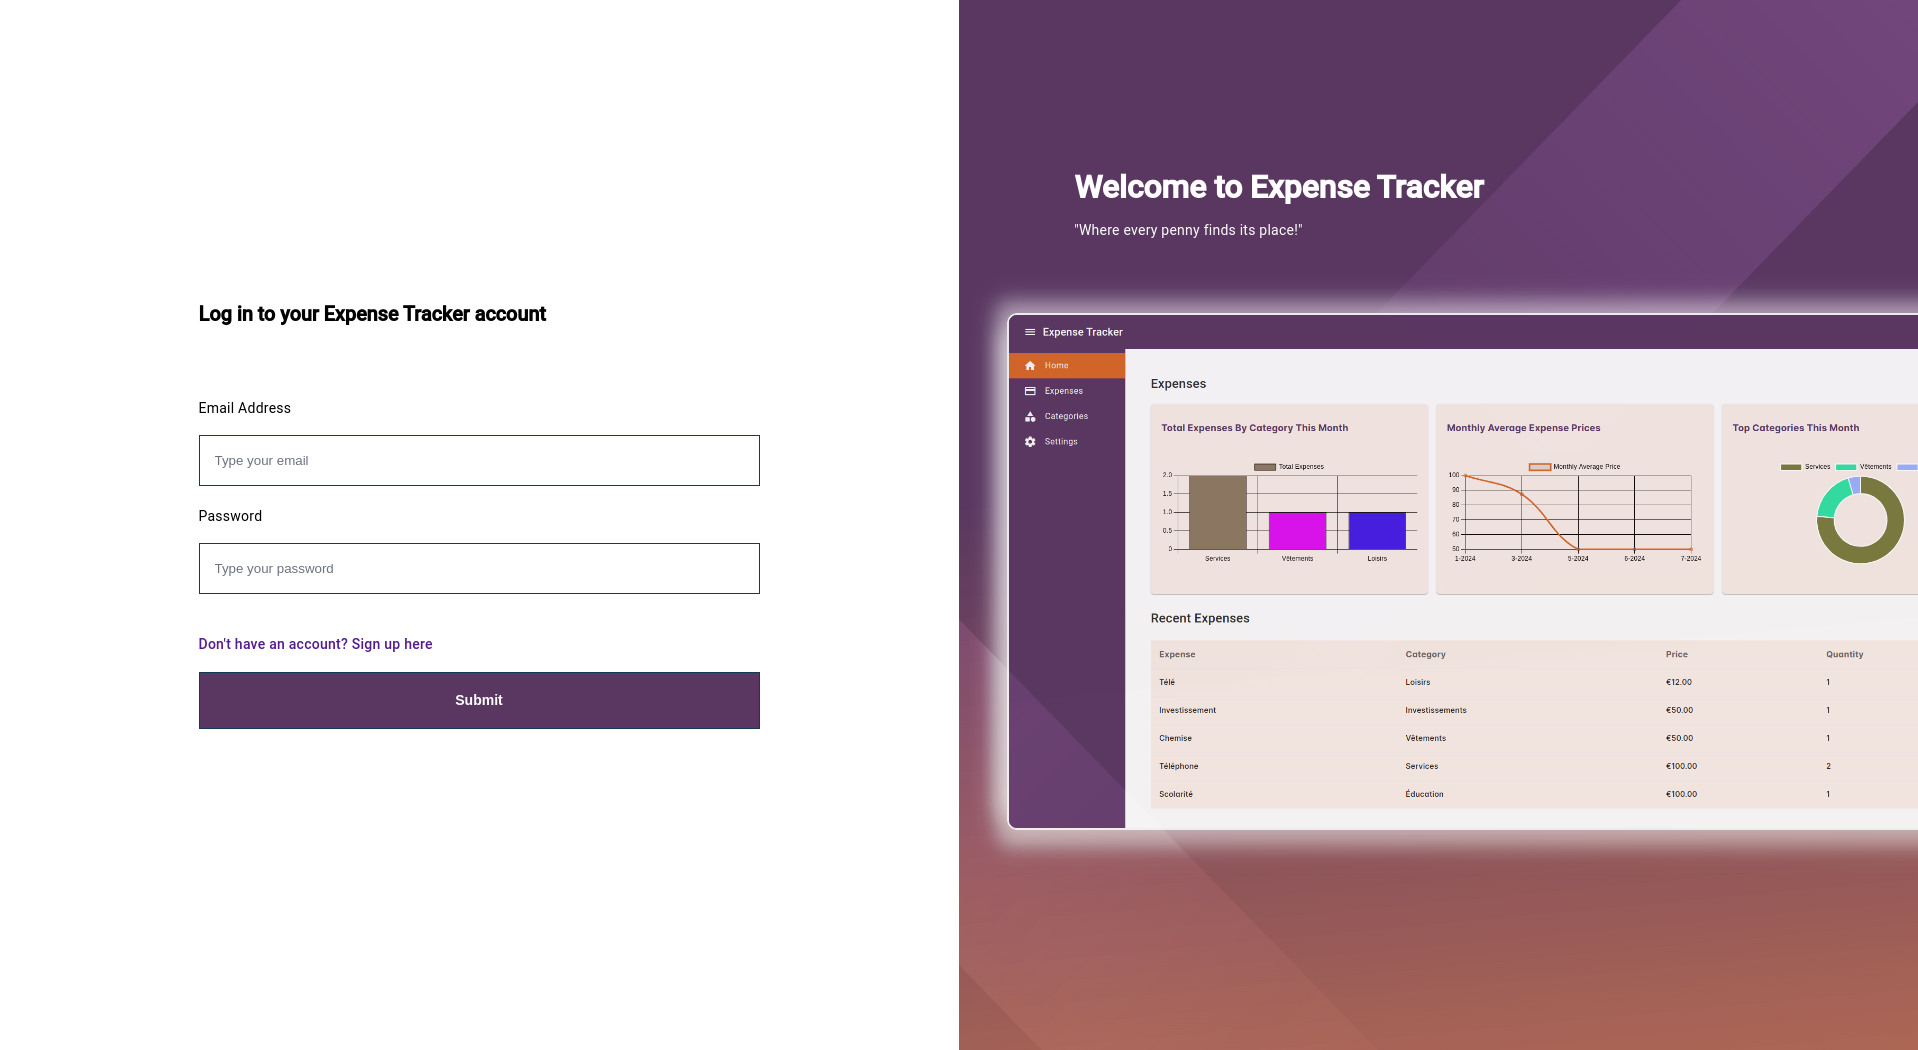 Log in to your Expense Tracker account
Email Address
Type your email
Password
Type your password
Don't have an account? Sign up here
Submit
Welcome to Expense Tracker
"Where every penny finds its place!"
Expense Tracker
Home
Expenses
Categories
Settings
Expenses
Total Expenses By Category This Month
Total Expenses
2.0
1.5
1.0
0.5
0
Services Vêtements Loisirs
Monthly Average Expense Prices
Monthly Average Price
100
90
80
70
60
50
1-2024 3-2024 5-2024 6-2024 7-2024
Top Categories This Month
Services Vêtements
Recent Expenses
Expense Category Price Quantity
Télé Loisirs €12.00 1
Investissement Investissements €50.00 1
Chemise Vêtements €50.00 1
Téléphone Services €100.00 2
Scolarité Éducation €100.00 1